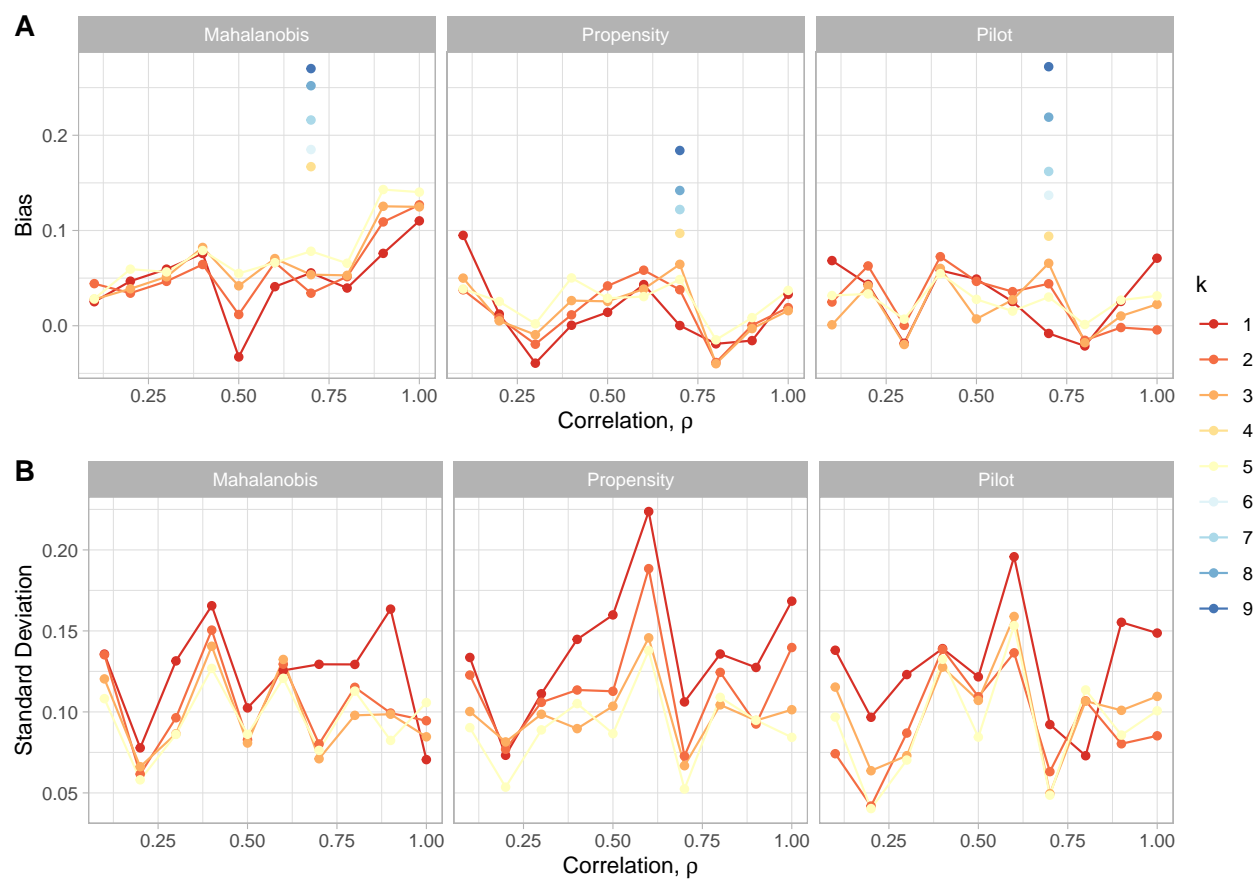 A
Mahalanobis Propensity Pilot
0.2
0.1
0.0
Bias
0.25 0.50 0.75 1.00 0.25 0.50 0.75 1.00 0.25 0.50 0.75 1.00
Correlation, ρ
B
Mahalanobis Propensity Pilot
0.20
0.15
0.10
0.05
Standard Deviation
0.25 0.50 0.75 1.00 0.25 0.50 0.75 1.00 0.25 0.50 0.75 1.00
Correlation, ρ
k
1
2
3
4
5
6
7
8
9